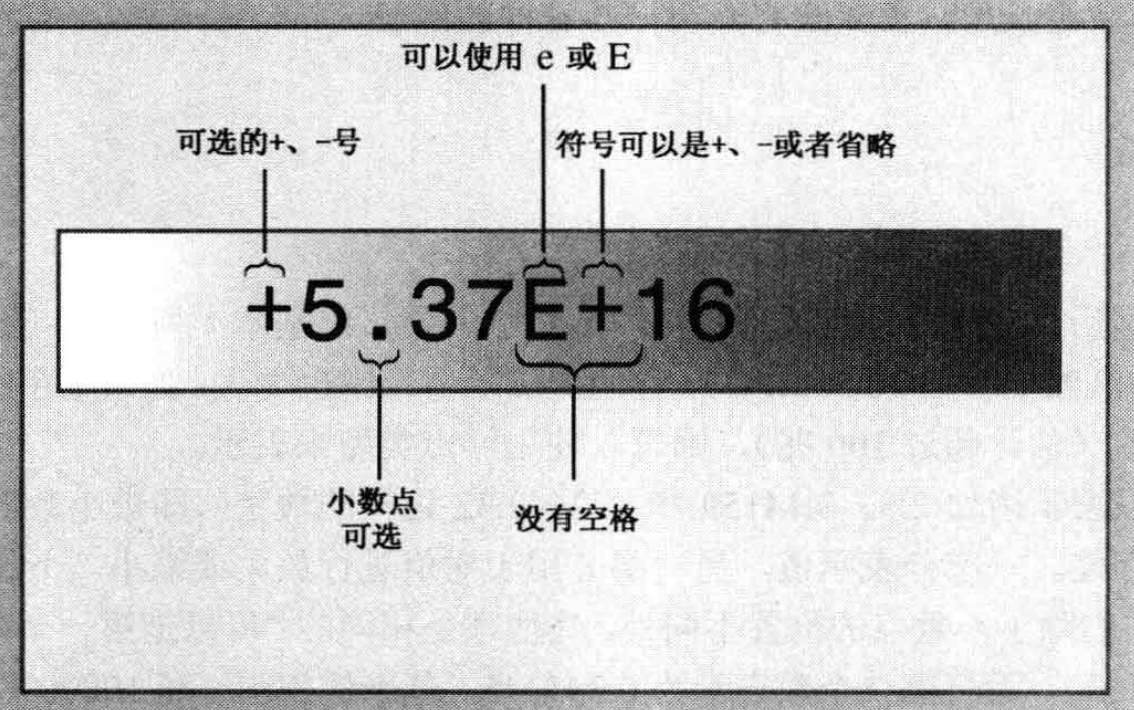 可以使用 e 或 E
可选的+、-号
符号可以是+、-或者省略
+5.37E+16
小数点
可选
没有空格